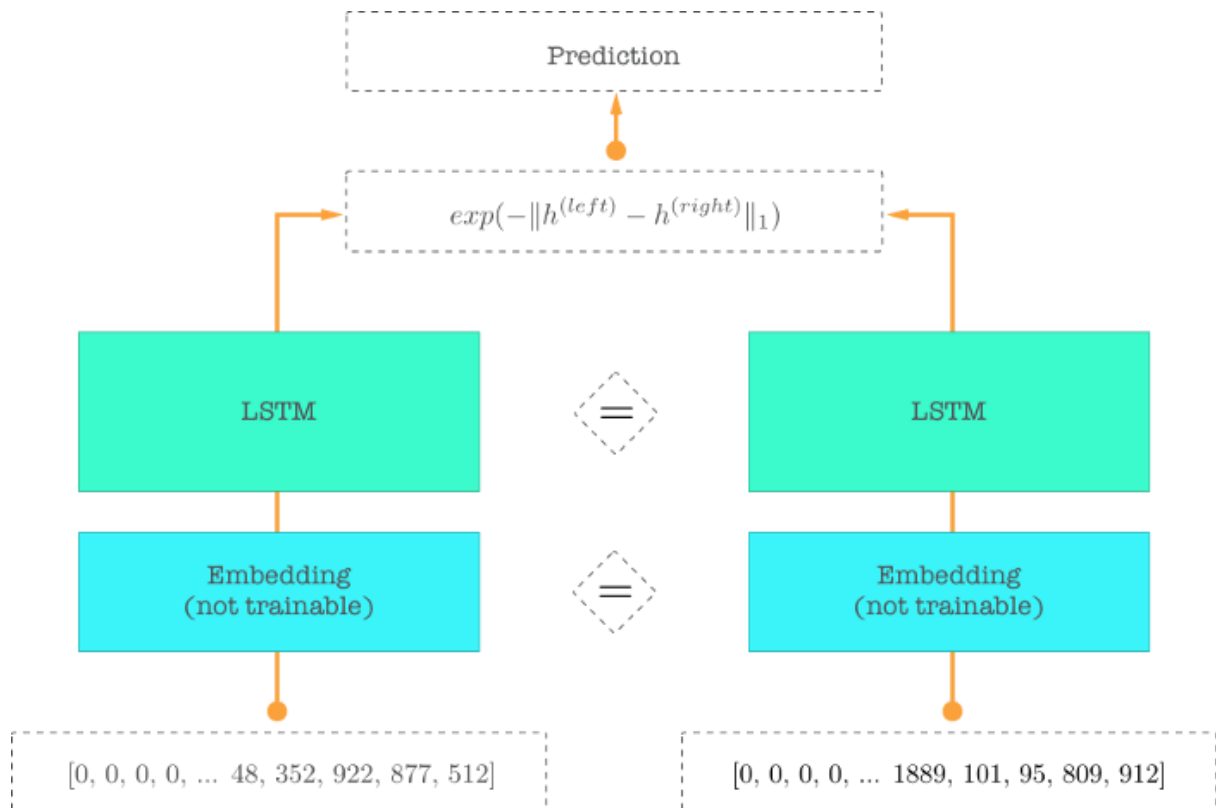 Prediction
exp(−‖h^(left) − h^(right)‖₁)
LSTM
=
LSTM
Embedding
(not trainable)
=
Embedding
(not trainable)
[0, 0, 0, 0, ... 48, 352, 922, 877, 512]
[0, 0, 0, 0, ... 1889, 101, 95, 809, 912]